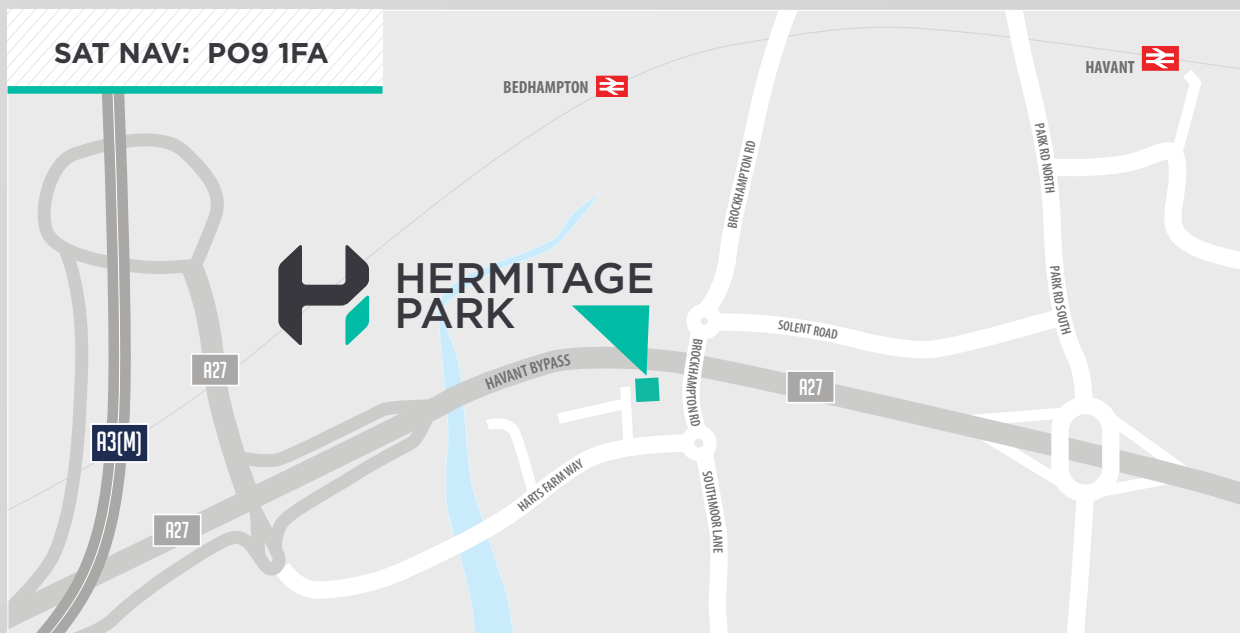 SAT NAV: PO9 1FA
BEDHAMPTON
HAVANT
BROCKHAMPTON RD
PARK RD NORTH
HERMITAGE
PARK
PARK RD SOUTH
SOLENT ROAD
HAVANT BYPASS
A27
BROCKHAMPTON RD
A27
A3(M)
HARTS FARM WAY
SOUTHMOOR LANE
A27